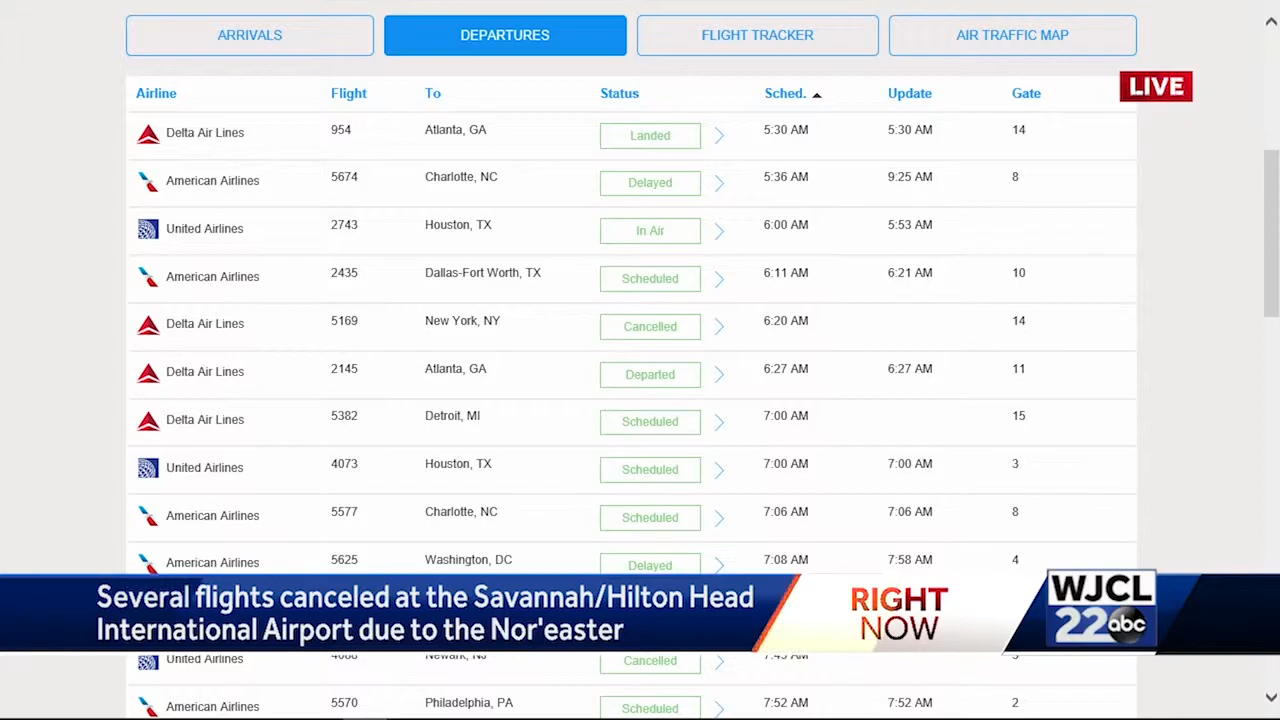 ARRIVALS DEPARTURES FLIGHT TRACKER AIR TRAFFIC MAP
LIVE
Airline Flight To Status Sched. Update Gate
Delta Air Lines 954 Atlanta, GA Landed 5:30 AM 5:30 AM 14
American Airlines 5674 Charlotte, NC Delayed 5:36 AM 9:25 AM 8
United Airlines 2743 Houston, TX In Air 6:00 AM 5:53 AM
American Airlines 2435 Dallas-Fort Worth, TX Scheduled 6:11 AM 6:21 AM 10
Delta Air Lines 5169 New York, NY Cancelled 6:20 AM 14
Delta Air Lines 2145 Atlanta, GA Departed 6:27 AM 6:27 AM 11
Delta Air Lines 5382 Detroit, MI Scheduled 7:00 AM 15
United Airlines 4073 Houston, TX Scheduled 7:00 AM 7:00 AM 3
American Airlines 5577 Charlotte, NC Scheduled 7:06 AM 7:06 AM 8
American Airlines 5625 Washington, DC Delayed 7:08 AM 7:58 AM 4
Several flights canceled at the Savannah/Hilton Head
International Airport due to the Nor'easter
RIGHT
NOW
WJCL
22 abc
United Airlines Newark, NJ Cancelled 7:45 AM
American Airlines 5570 Philadelphia, PA Scheduled 7:52 AM 7:52 AM 2